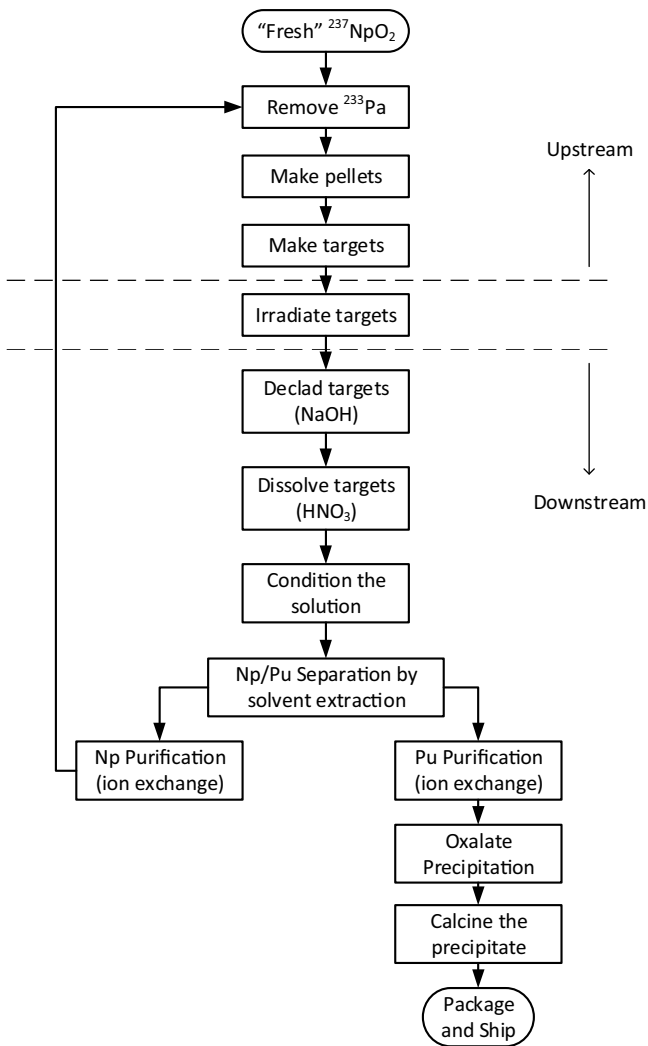 “Fresh” ²³⁷NpO₂
Remove ²³³Pa
Make pellets
Upstream
Make targets
Irradiate targets
Declad targets
(NaOH)
Dissolve targets
(HNO₃)
Downstream
Condition the
solution
Np/Pu Separation by
solvent extraction
Np Purification
(ion exchange)
Pu Purification
(ion exchange)
Oxalate
Precipitation
Calcine the
precipitate
Package
and Ship